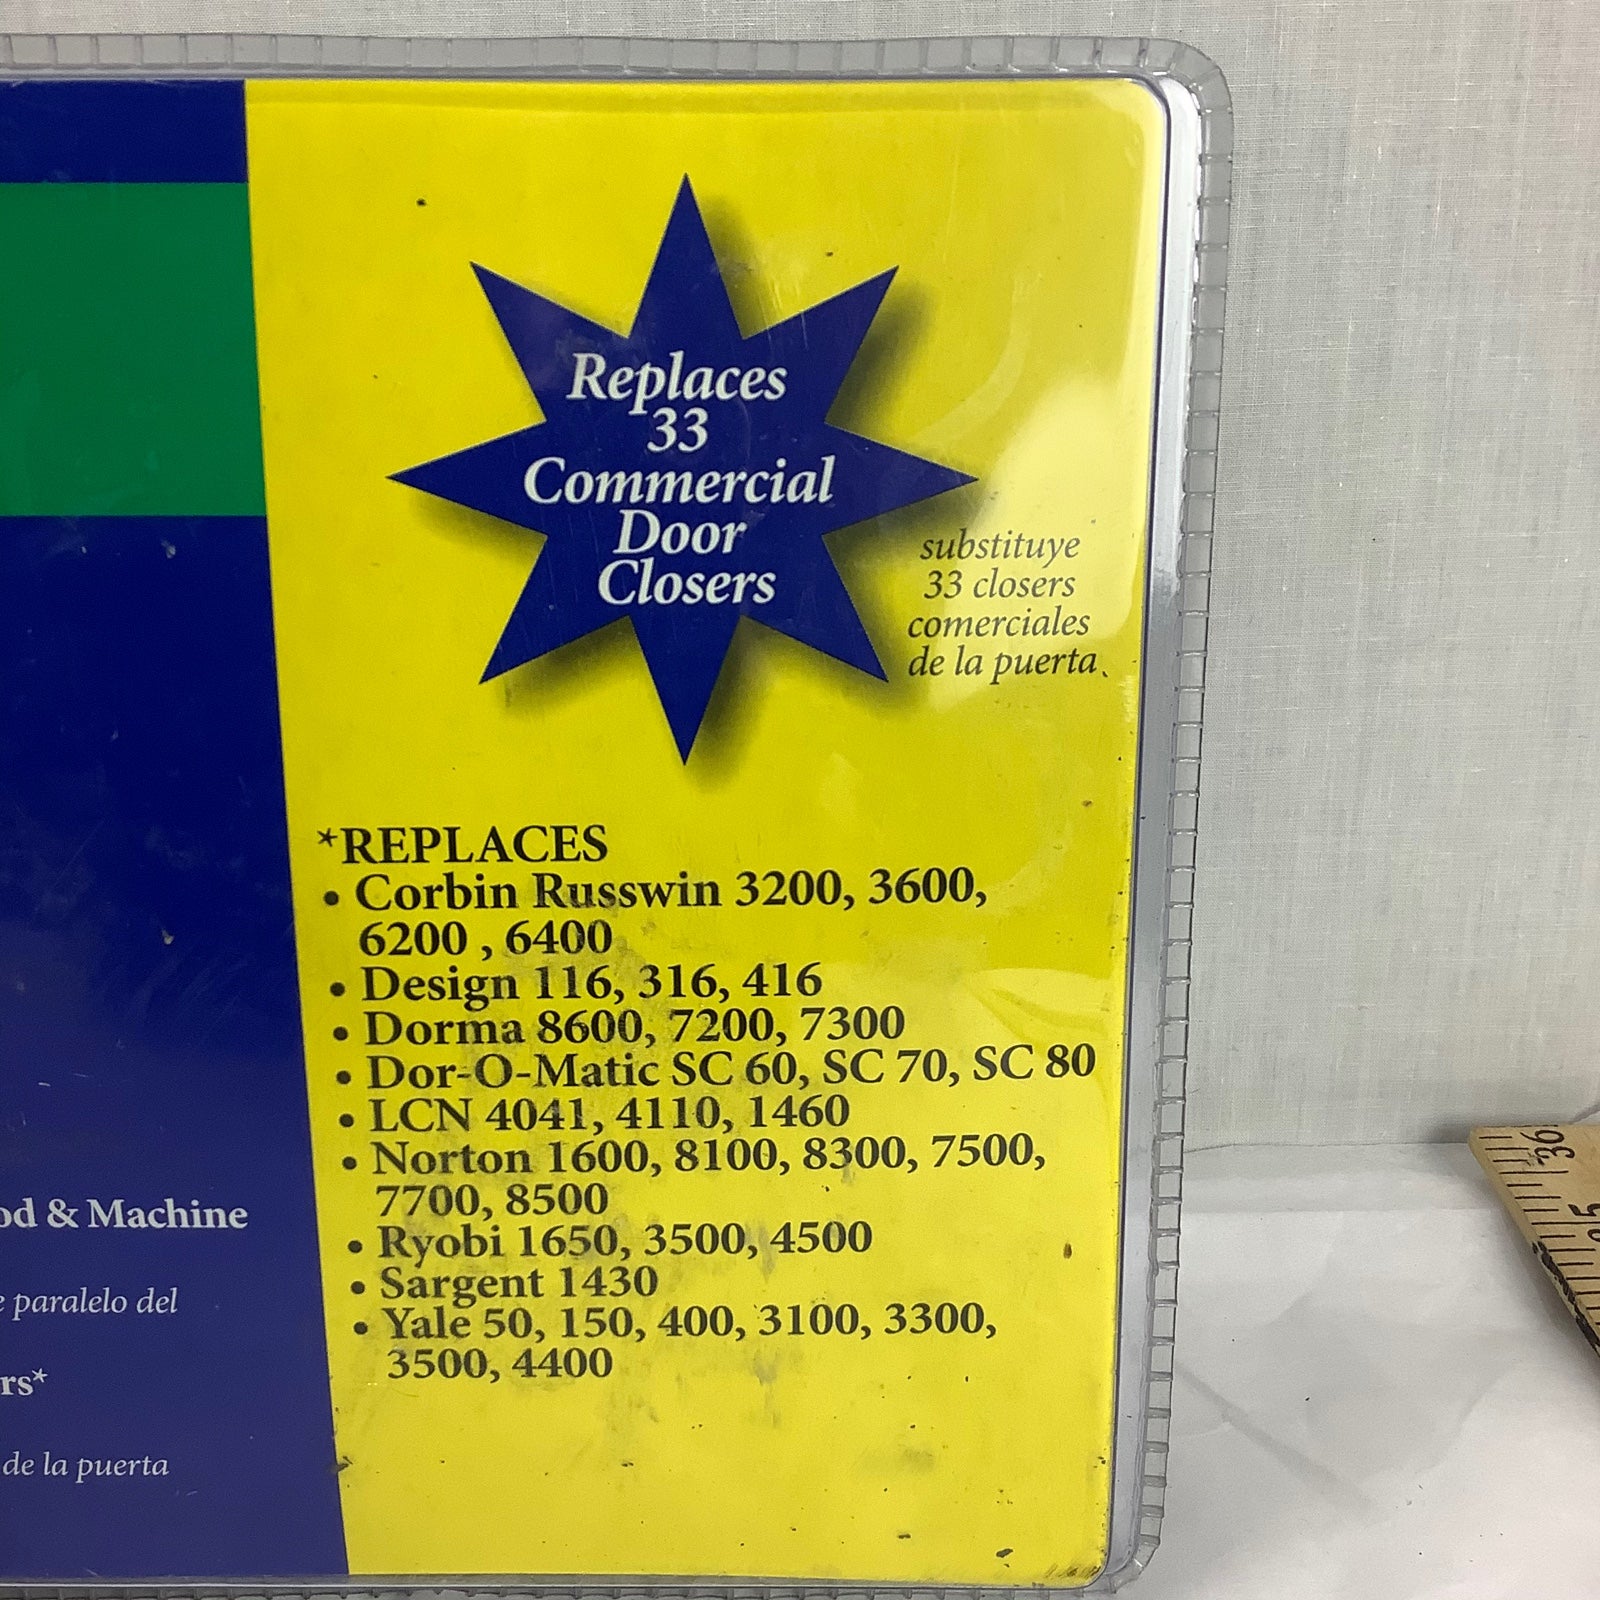 Replaces
33
Commercial
Door
Closers
substituye
33 closers
comerciales
de la puerta.
*REPLACES
• Corbin Russwin 3200, 3600,
6200 , 6400
• Design 116, 316, 416
• Dorma 8600, 7200, 7300
• Dor-O-Matic SC 60, SC 70, SC 80
• LCN 4041, 4110, 1460
• Norton 1600, 8100, 8300, 7500,
7700, 8500
• Ryobi 1650, 3500, 4500
• Sargent 1430
• Yale 50, 150, 400, 3100, 3300,
3500, 4400
od & Machine
e paralelo del
rs*
de la puerta
36